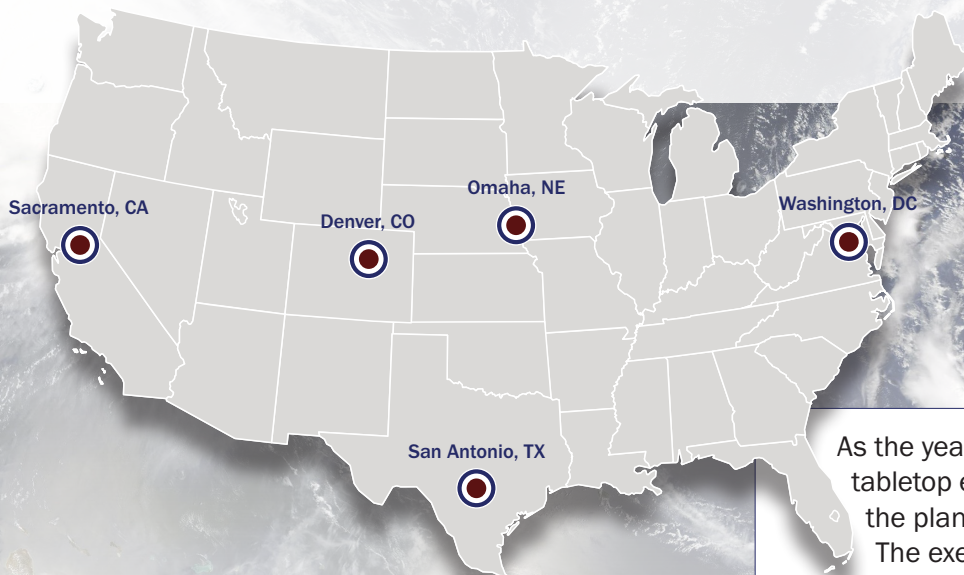 Omaha, NE
Sacramento, CA
Washington, DC
Denver, CO
San Antonio, TX
As the yea
tabletop e
the plan
The exe